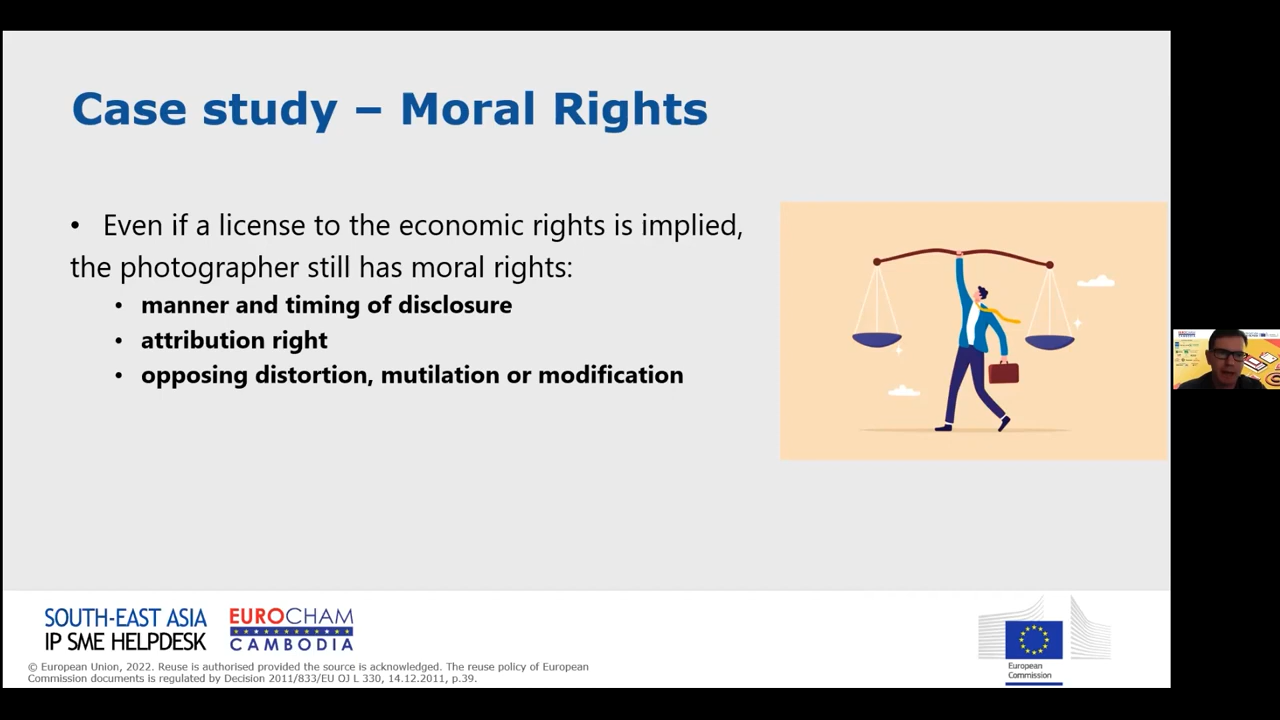 Case study – Moral Rights
• Even if a license to the economic rights is implied,
the photographer still has moral rights:
• manner and timing of disclosure
• attribution right
• opposing distortion, mutilation or modification
SOUTH-EAST ASIA
IP SME HELPDESK
EUROCHAM
CAMBODIA
European
Commission
© European Union, 2022. Reuse is authorised provided the source is acknowledged. The reuse policy of European
Commission documents is regulated by Decision 2011/833/EU OJ L 330, 14.12.2011, p.39.